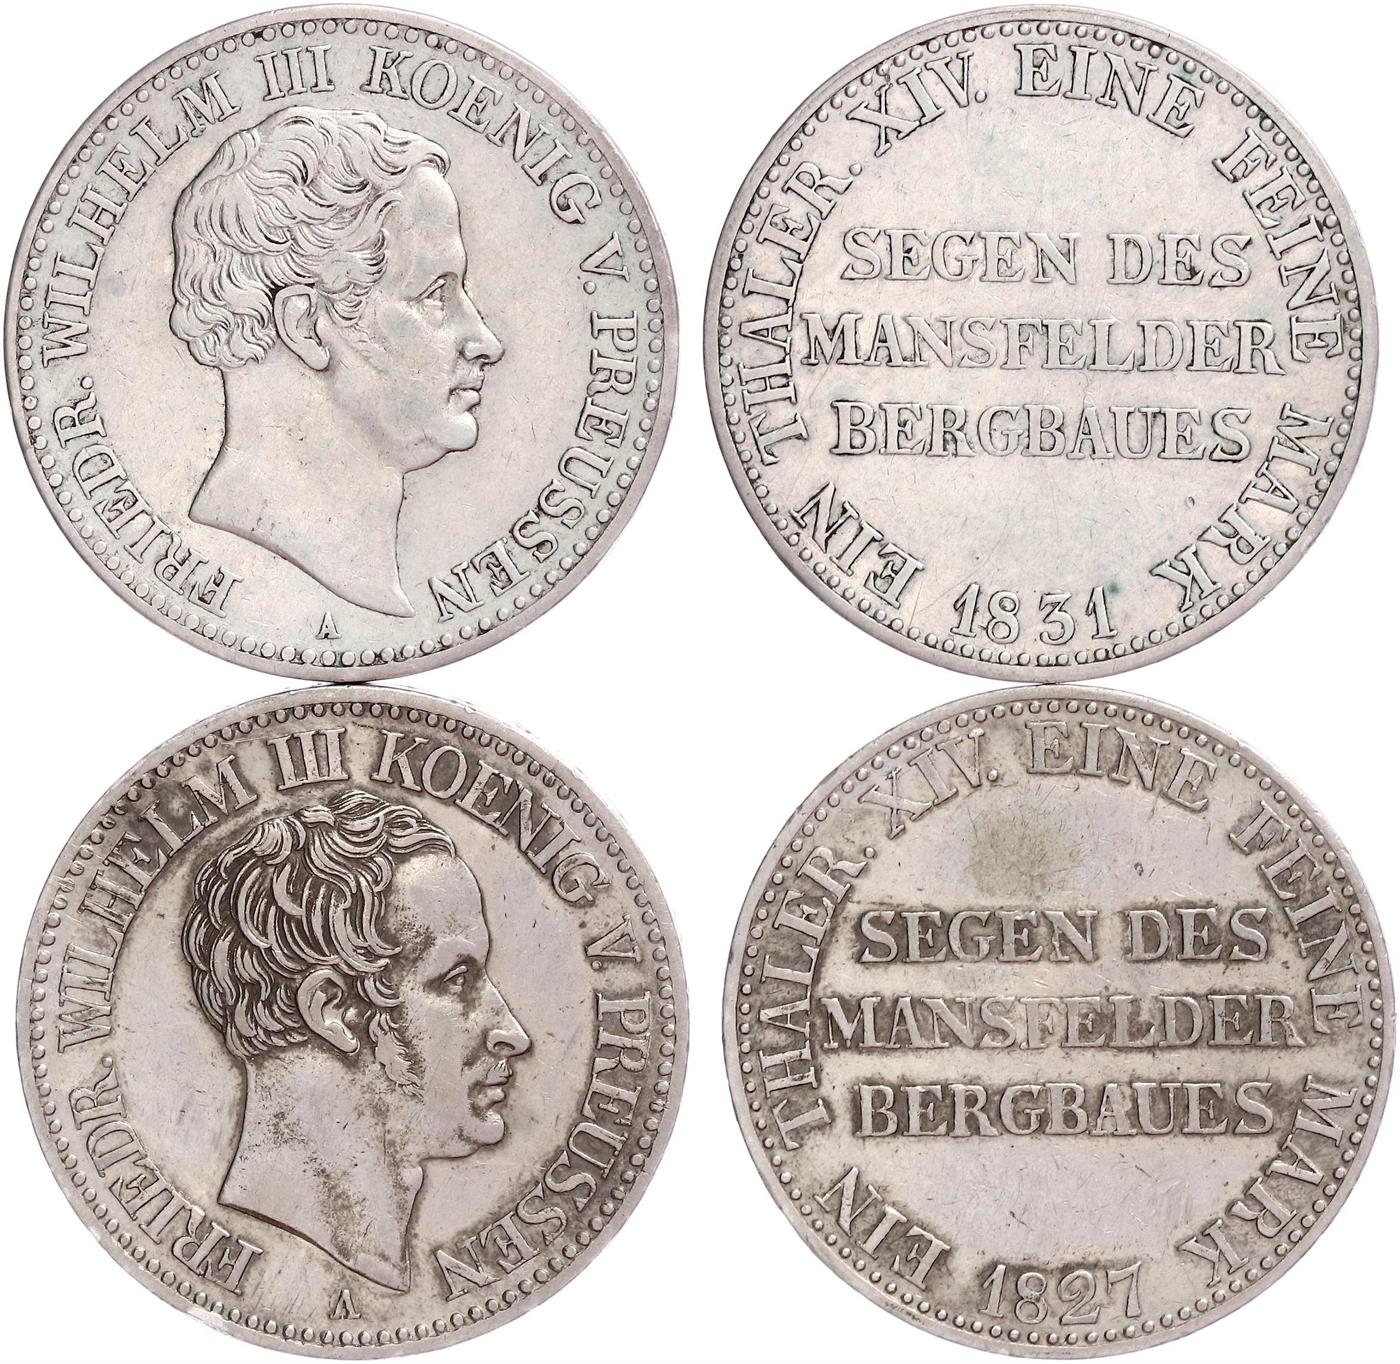 FRIEDR. WILHELM III KOENIG V. PREUSSEN
A
EIN THALER. XIV. EINE FEINE MARK
SEGEN DES
MANSFELDER
BERGBAUES
1831
FRIEDR. WILHELM III KOENIG V. PREUSSEN
A
EIN THALER. XIV. EINE FEINE MARK
SEGEN DES
MANSFELDER
BERGBAUES
1827